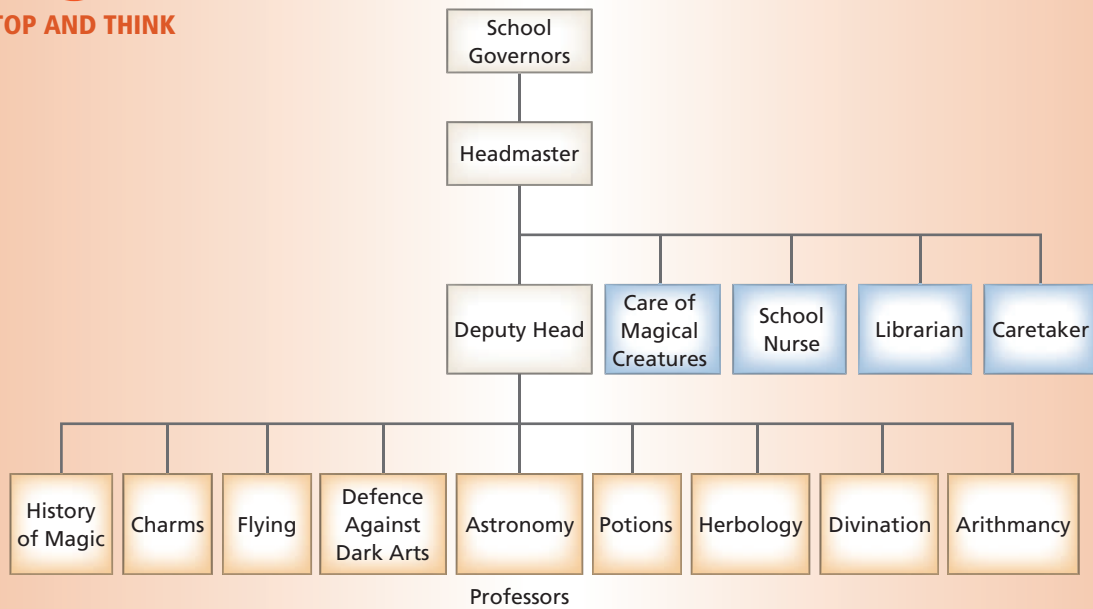 TOP AND THINK
School
Governors
Headmaster
Deputy Head
Care of
Magical
Creatures
School
Nurse
Librarian
Caretaker
History
of Magic
Charms
Flying
Defence
Against
Dark Arts
Astronomy
Potions
Herbology
Divination
Arithmancy
Professors